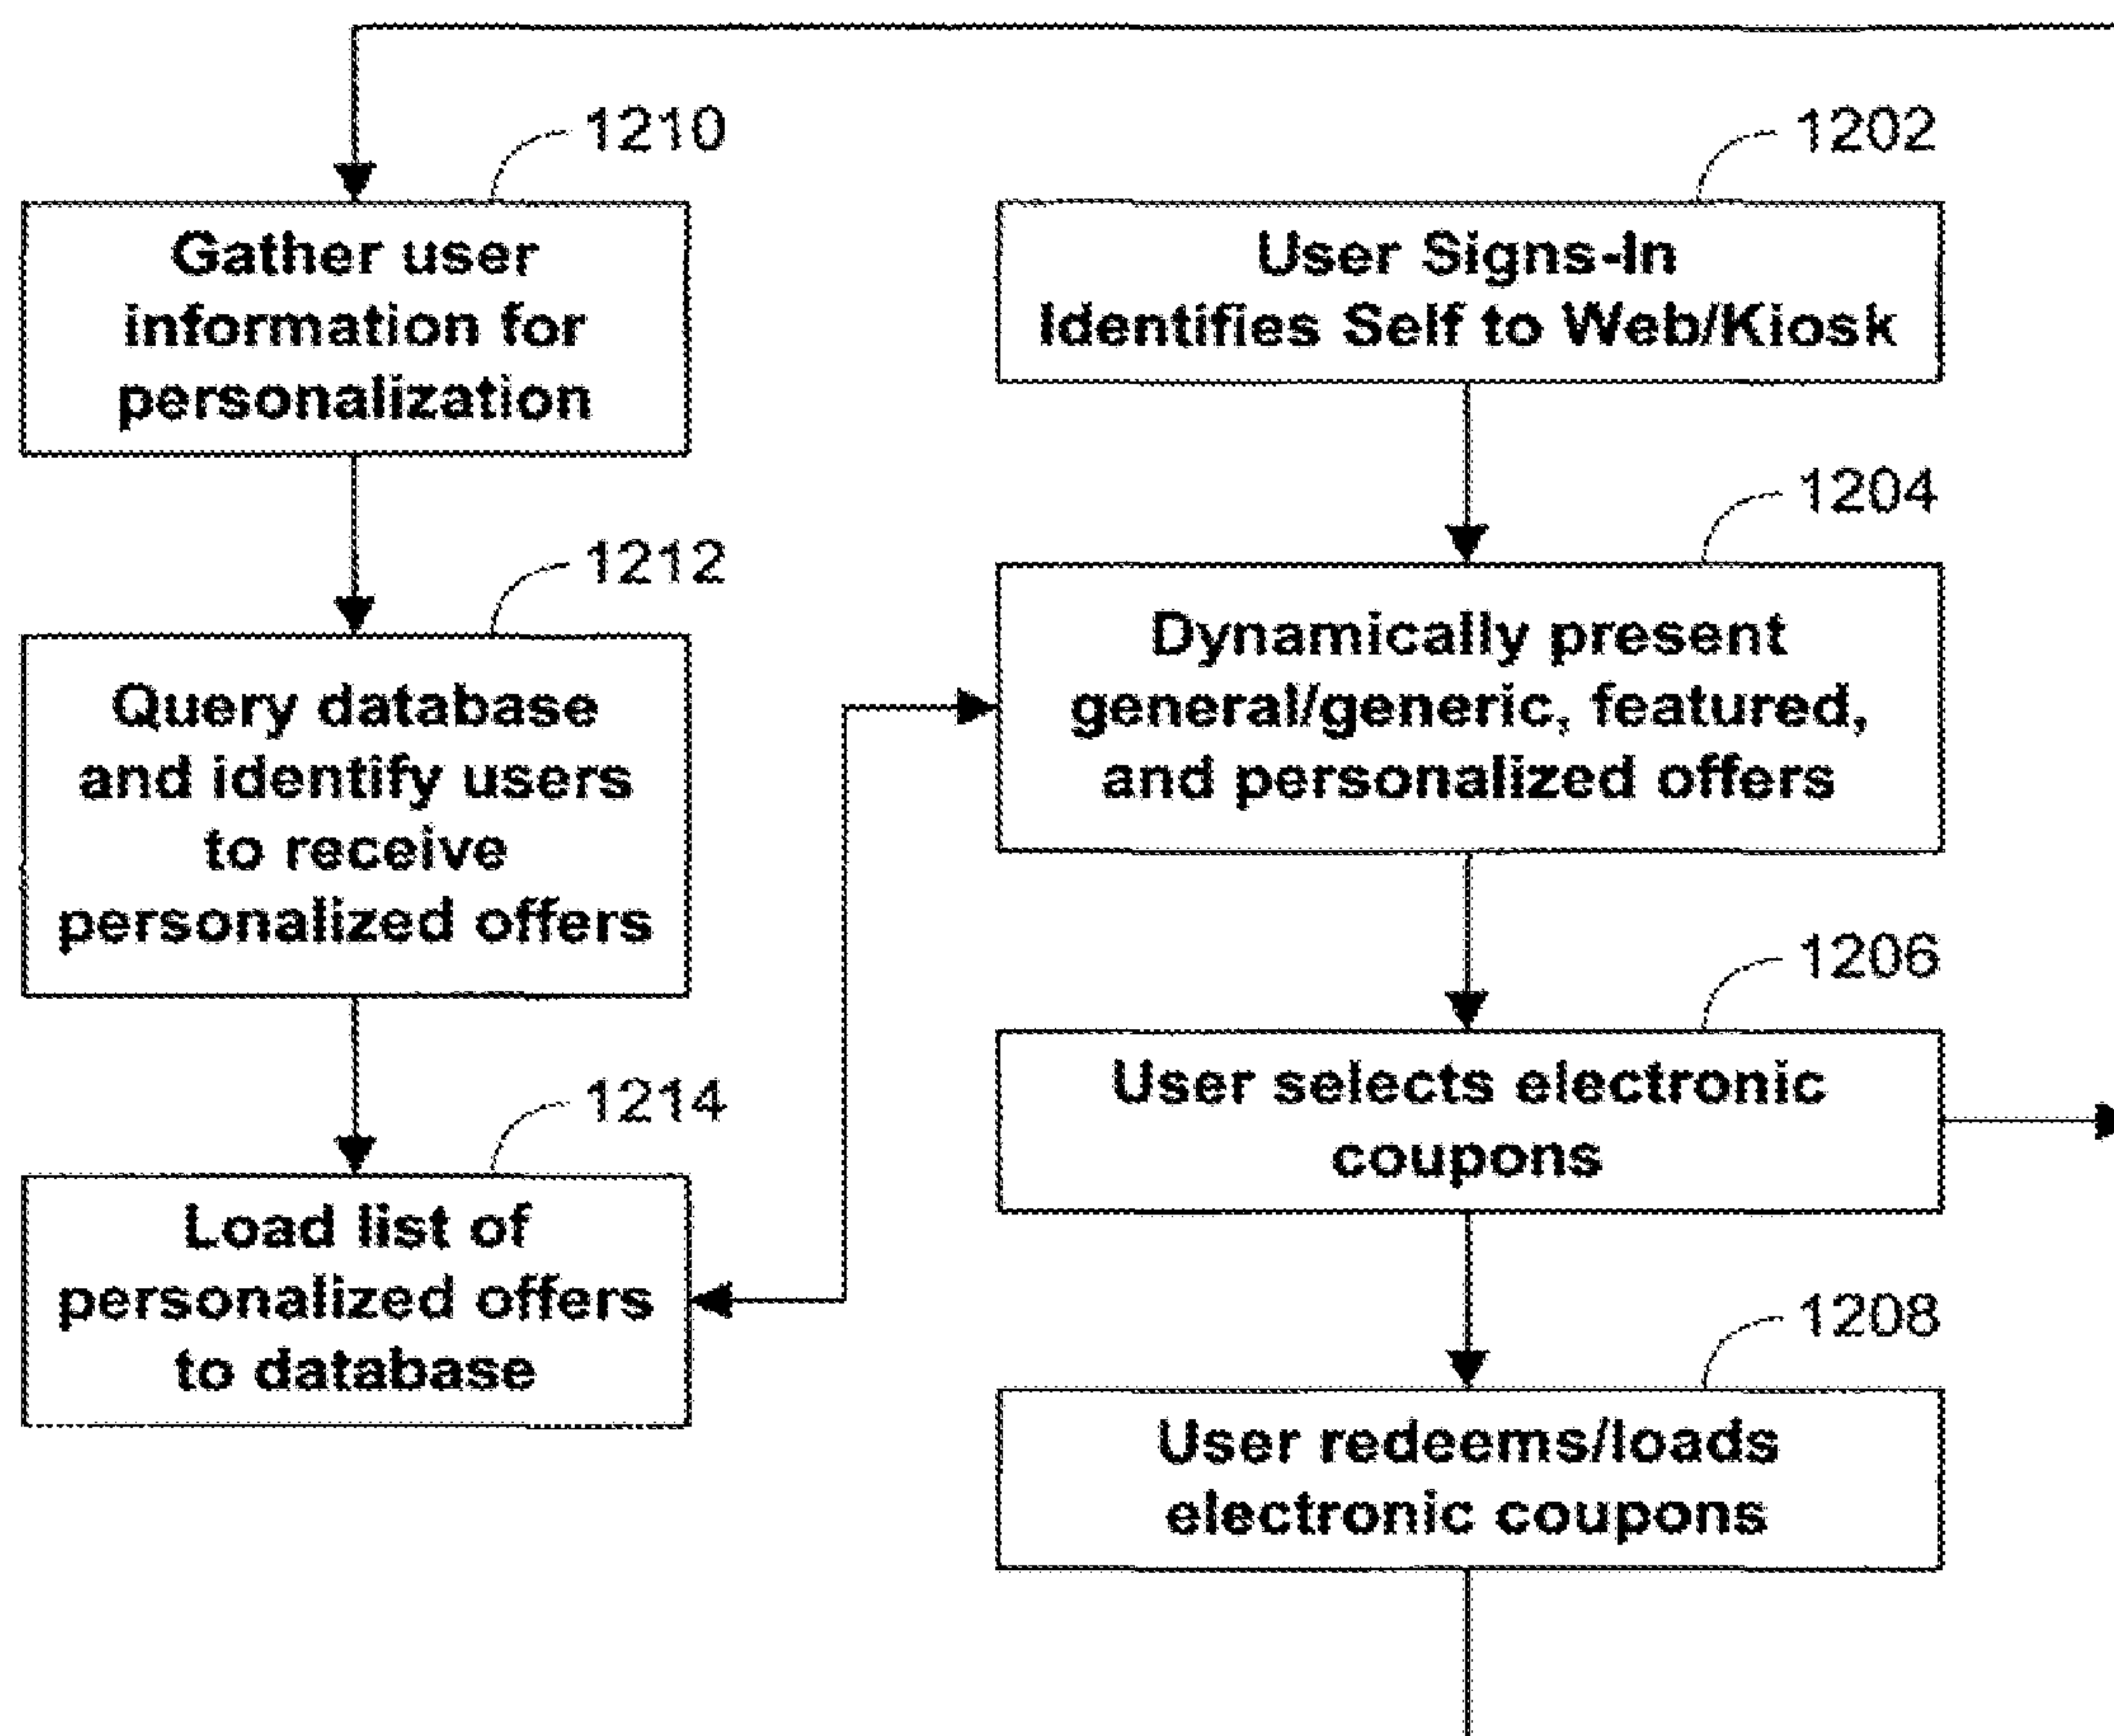 1210
Gather user
information for
personalization
1212
Query database
and identify users
to receive
personalized offers
1214
Load list of
personalized offers
to database
1202
User Signs-In
Identifies Self to Web/Kiosk
1204
Dynamically present
general/generic, featured,
and personalized offers
1206
User selects electronic
coupons
1208
User redeems/loads
electronic coupons